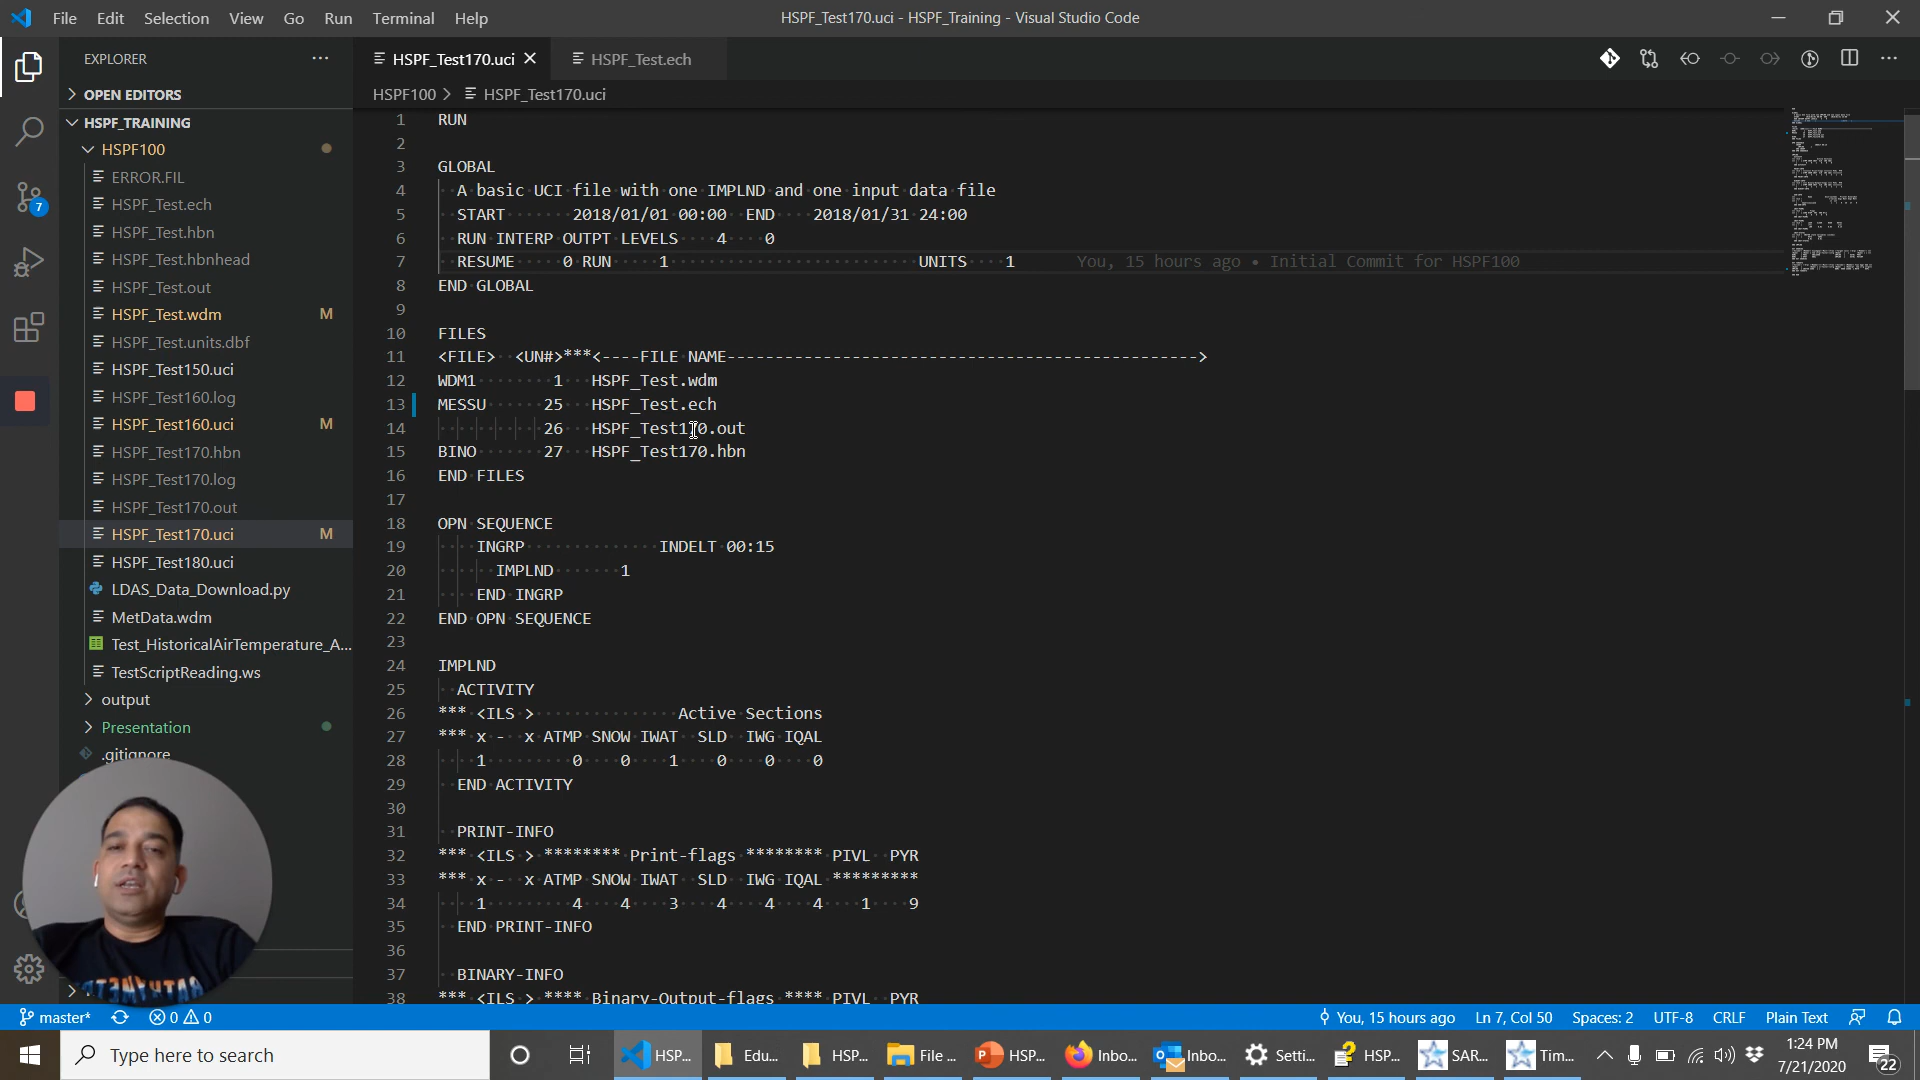 File Edit Selection View Go Run Terminal Help
HSPF_Test170.uci - HSPF_Training - Visual Studio Code
EXPLORER
OPEN EDITORS
HSPF_TRAINING
HSPF100
ERROR.FIL
HSPF_Test.ech
HSPF_Test.hbn
HSPF_Test.hbnhead
HSPF_Test.out
HSPF_Test.wdm M
HSPF_Test.units.dbf
HSPF_Test150.uci
HSPF_Test160.log
HSPF_Test160.uci M
HSPF_Test170.hbn
HSPF_Test170.log
HSPF_Test170.out
HSPF_Test170.uci M
HSPF_Test180.uci
LDAS_Data_Download.py
MetData.wdm
Test_HistoricalAirTemperature_A...
TestScriptReading.ws
output
Presentation
.gitignore
7
HSPF_Test170.uci HSPF_Test.ech
HSPF100 > HSPF_Test170.uci
1 RUN
2
3 GLOBAL
4 A basic UCI file with one IMPLND and one input data file
5 START 2018/01/01 00:00 END 2018/01/31 24:00
6 RUN INTERP OUTPT LEVELS 4 0
7 RESUME 0 RUN 1 UNITS 1 You, 15 hours ago • Initial Commit for HSPF100
8 END GLOBAL
9
10 FILES
11 <FILE> <UN#>***<----FILE NAME------------------------------------------------->
12 WDM1 1 HSPF_Test.wdm
13 MESSU 25 HSPF_Test.ech
14 26 HSPF_Test170.out
15 BINO 27 HSPF_Test170.hbn
16 END FILES
17
18 OPN SEQUENCE
19 INGRP INDELT 00:15
20 IMPLND 1
21 END INGRP
22 END OPN SEQUENCE
23
24 IMPLND
25 ACTIVITY
26 *** <ILS > Active Sections
27 *** x - x ATMP SNOW IWAT SLD IWG IQAL
28 1 0 0 1 0 0 0
29 END ACTIVITY
30
31 PRINT-INFO
32 *** <ILS > ******** Print-flags ******** PIVL PYR
33 *** x - x ATMP SNOW IWAT SLD IWG IQAL *********
34 1 4 4 3 4 4 4 1 9
35 END PRINT-INFO
36
37 BINARY-INFO
38 *** <ILS > **** Binary-Output-flags **** PIVL PYR
master* 0 0
You, 15 hours ago Ln 7, Col 50 Spaces: 2 UTF-8 CRLF Plain Text
Type here to search
HSP... Edu... HSP... File ... HSP... Inbo... Inbo... Setti... HSP... SAR... Tim...
1:24 PM
7/21/2020
22